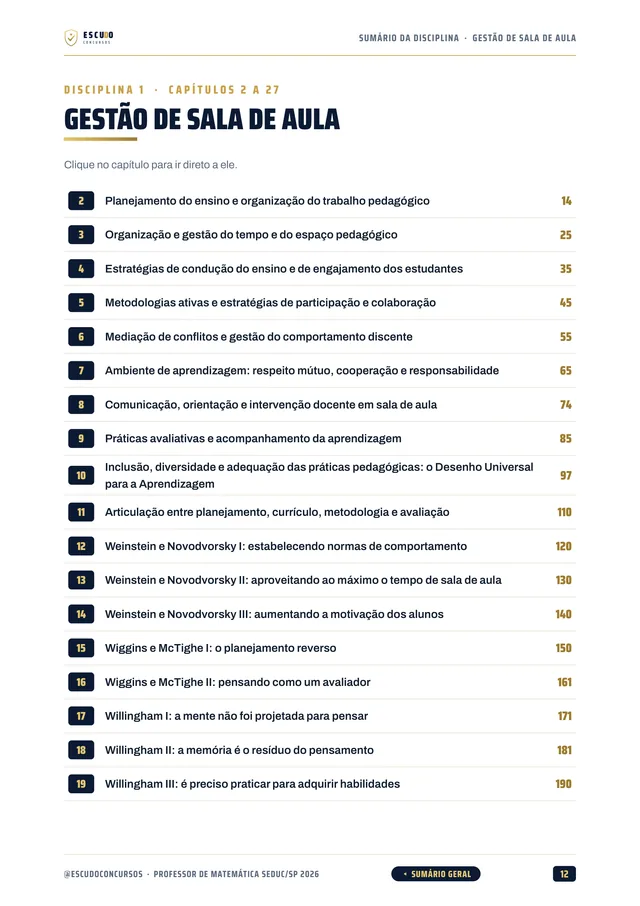 ESCUDO
CONCURSOS
SUMÁRIO DA DISCIPLINA · GESTÃO DE SALA DE AULA
DISCIPLINA 1 · CAPÍTULOS 2 A 27
GESTÃO DE SALA DE AULA
Clique no capítulo para ir direto a ele.
2 Planejamento do ensino e organização do trabalho pedagógico 14
3 Organização e gestão do tempo e do espaço pedagógico 25
4 Estratégias de condução do ensino e de engajamento dos estudantes 35
5 Metodologias ativas e estratégias de participação e colaboração 45
6 Mediação de conflitos e gestão do comportamento discente 55
7 Ambiente de aprendizagem: respeito mútuo, cooperação e responsabilidade 65
8 Comunicação, orientação e intervenção docente em sala de aula 74
9 Práticas avaliativas e acompanhamento da aprendizagem 85
10 Inclusão, diversidade e adequação das práticas pedagógicas: o Desenho Universal
para a Aprendizagem 97
11 Articulação entre planejamento, currículo, metodologia e avaliação 110
12 Weinstein e Novodvorsky I: estabelecendo normas de comportamento 120
13 Weinstein e Novodvorsky II: aproveitando ao máximo o tempo de sala de aula 130
14 Weinstein e Novodvorsky III: aumentando a motivação dos alunos 140
15 Wiggins e McTighe I: o planejamento reverso 150
16 Wiggins e McTighe II: pensando como um avaliador 161
17 Willingham I: a mente não foi projetada para pensar 171
18 Willingham II: a memória é o resíduo do pensamento 181
19 Willingham III: é preciso praticar para adquirir habilidades 190
@ESCUDOCONCURSOS · PROFESSOR DE MATEMÁTICA SEDUC/SP 2026
SUMÁRIO GERAL
12